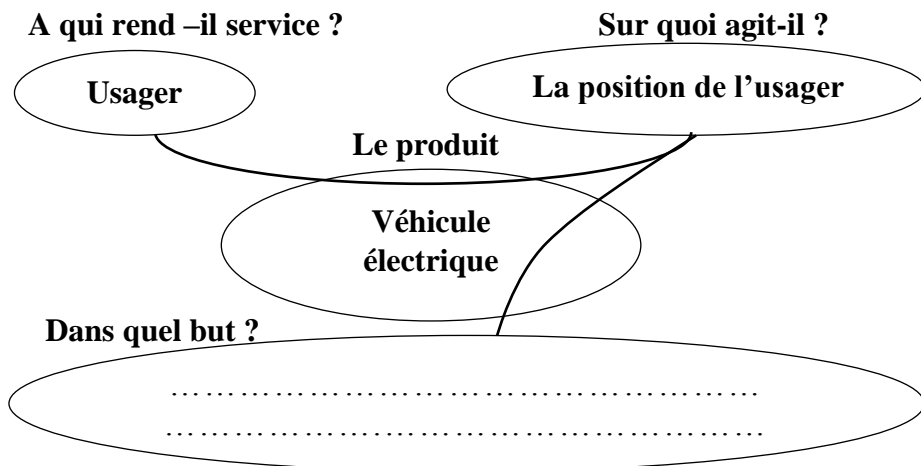 A qui rend –il service ?
Sur quoi agit-il ?
Usager
La position de l’usager
Le produit
Véhicule
électrique
Dans quel but ?
………………………………………………
………………………………………………